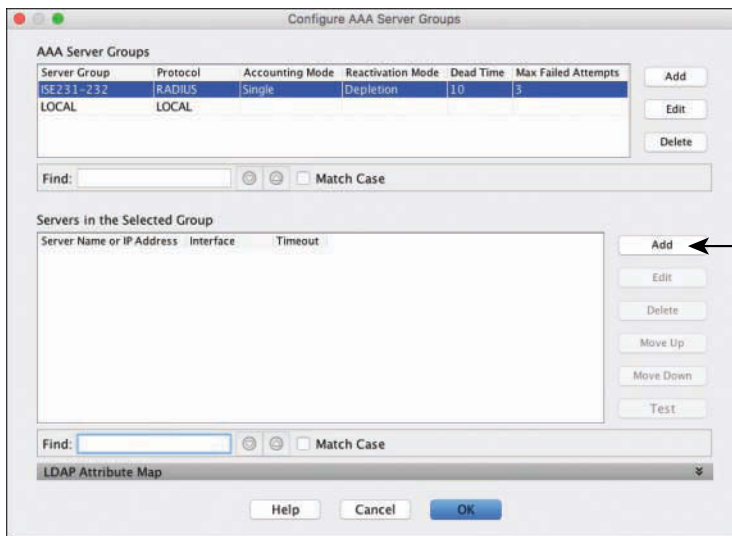 Configure AAA Server Groups
AAA Server Groups
Server Group Protocol Accounting Mode Reactivation Mode Dead Time Max Failed Attempts
ISE231-232 RADIUS Single Depletion 10 3
LOCAL LOCAL
Add
Edit
Delete
Find: Match Case
Servers in the Selected Group
Server Name or IP Address Interface Timeout
Add
Edit
Delete
Move Up
Move Down
Test
Find: Match Case
LDAP Attribute Map
Help Cancel OK